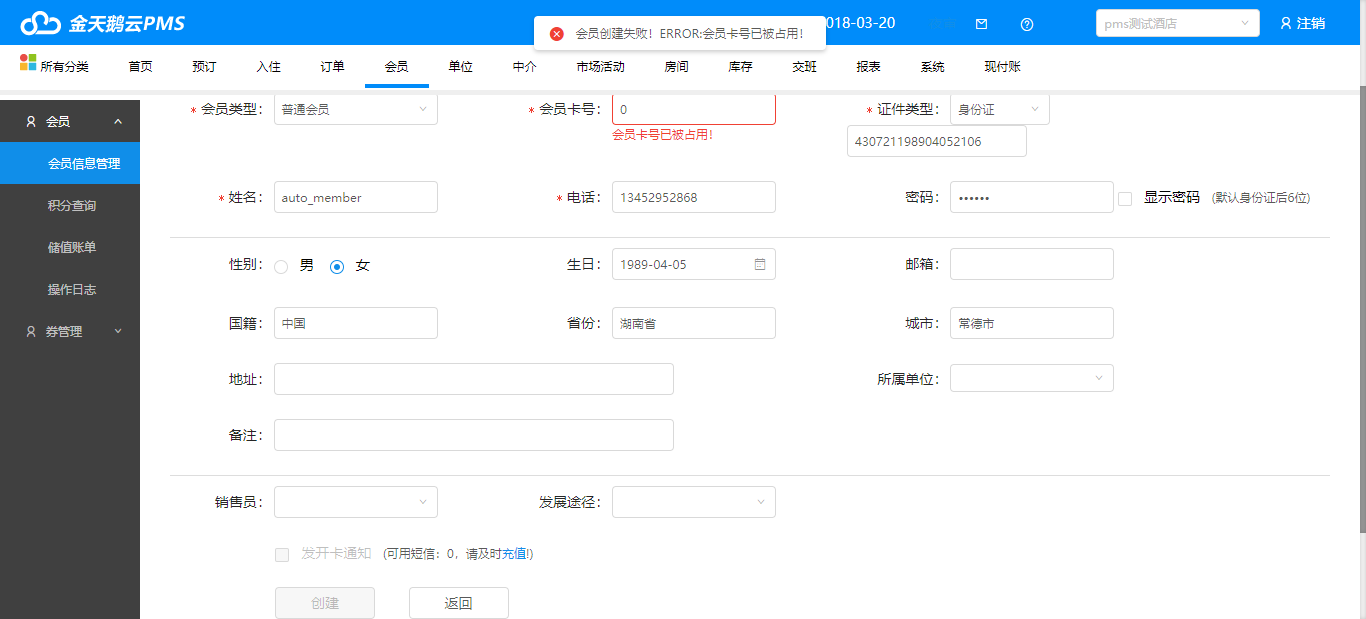 金天鹅云PMS
会员创建失败！ERROR:会员卡号已被占用！
018-03-20
pms测试酒店
注销
所有分类 首页 预订 入住 订单 会员 单位 中介 市场活动 房间 库存 交班 报表 系统 现付账
会员
会员信息管理
积分查询
储值账单
操作日志
券管理
* 会员类型： 普通会员 * 会员卡号： 0 * 证件类型： 身份证
会员卡号已被占用！
430721198904052106
* 姓名： auto_member * 电话： 13452952868 密码： •••••• 显示密码 (默认身份证后6位)
性别： 男 女 生日： 1989-04-05 邮箱：
国籍： 中国 省份： 湖南省 城市： 常德市
地址： 所属单位：
备注：
销售员： 发展途径：
发开卡通知 (可用短信：0，请及时充值!)
创建 返回